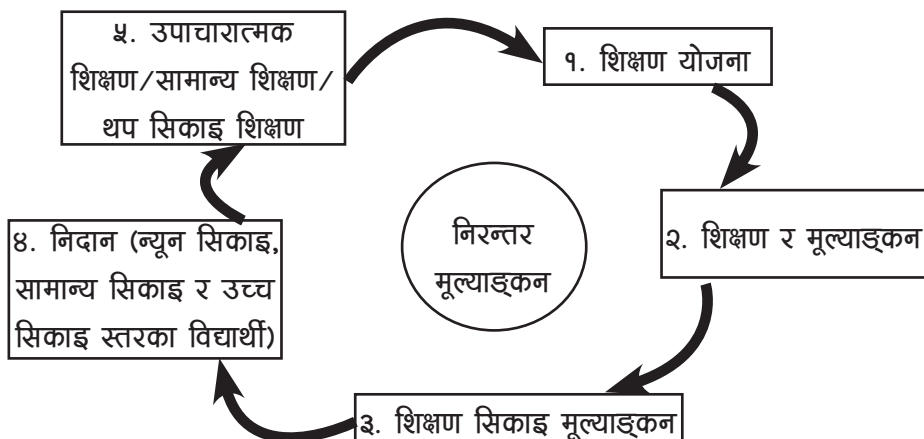 १. शिक्षण योजना
२. शिक्षण र मूल्याङ्कन
३. शिक्षण सिकाइ मूल्याङ्कन
४. निदान (न्यून सिकाइ,
सामान्य सिकाइ र उच्च
सिकाइ स्तरका विद्यार्थी)
५. उपाचारात्मक
शिक्षण/सामान्य शिक्षण/
थप सिकाइ शिक्षण
निरन्तर
मूल्याङ्कन